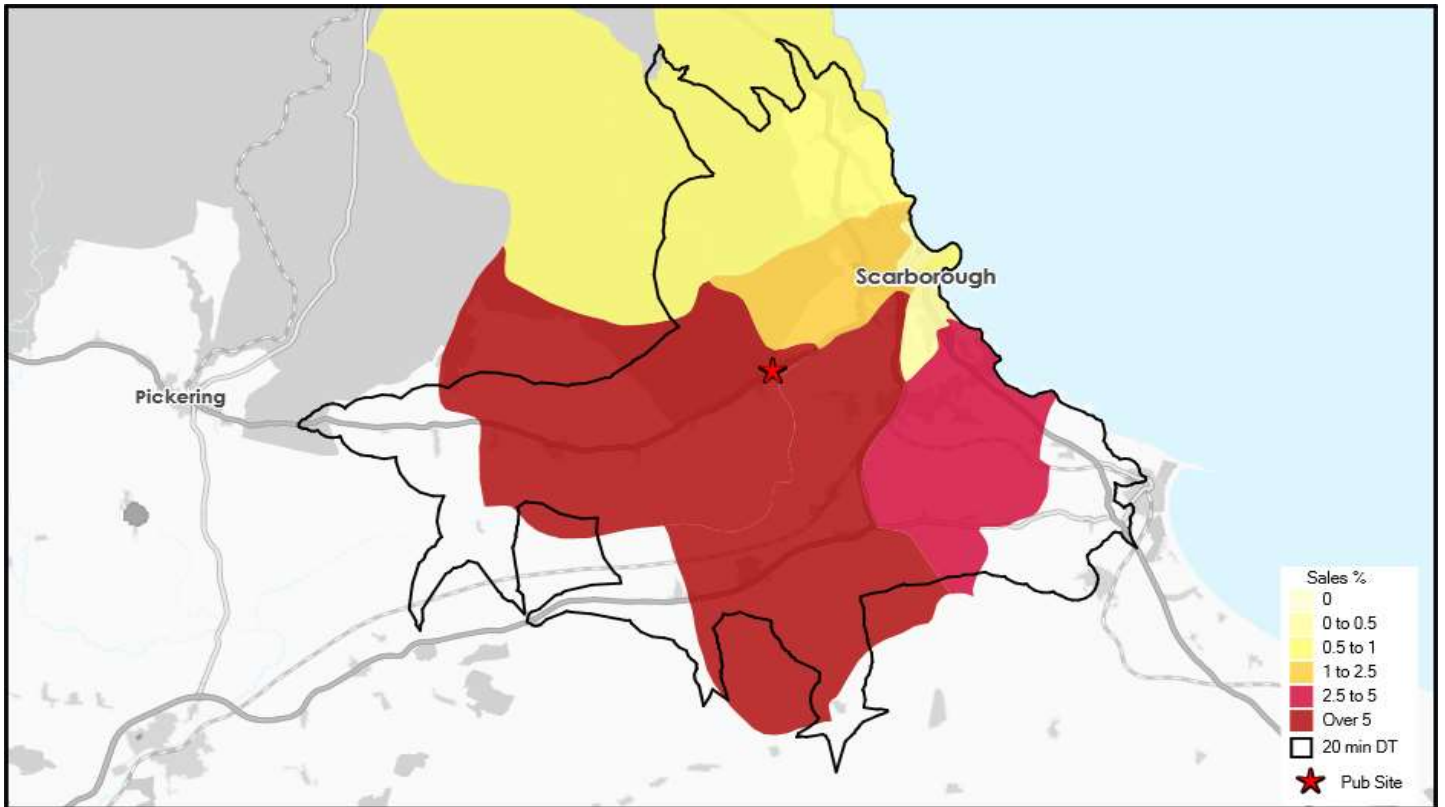 Scarborough
Pickering
Sales %
0
0 to 0.5
0.5 to 1
1 to 2.5
2.5 to 5
Over 5
20 min DT
Pub Site